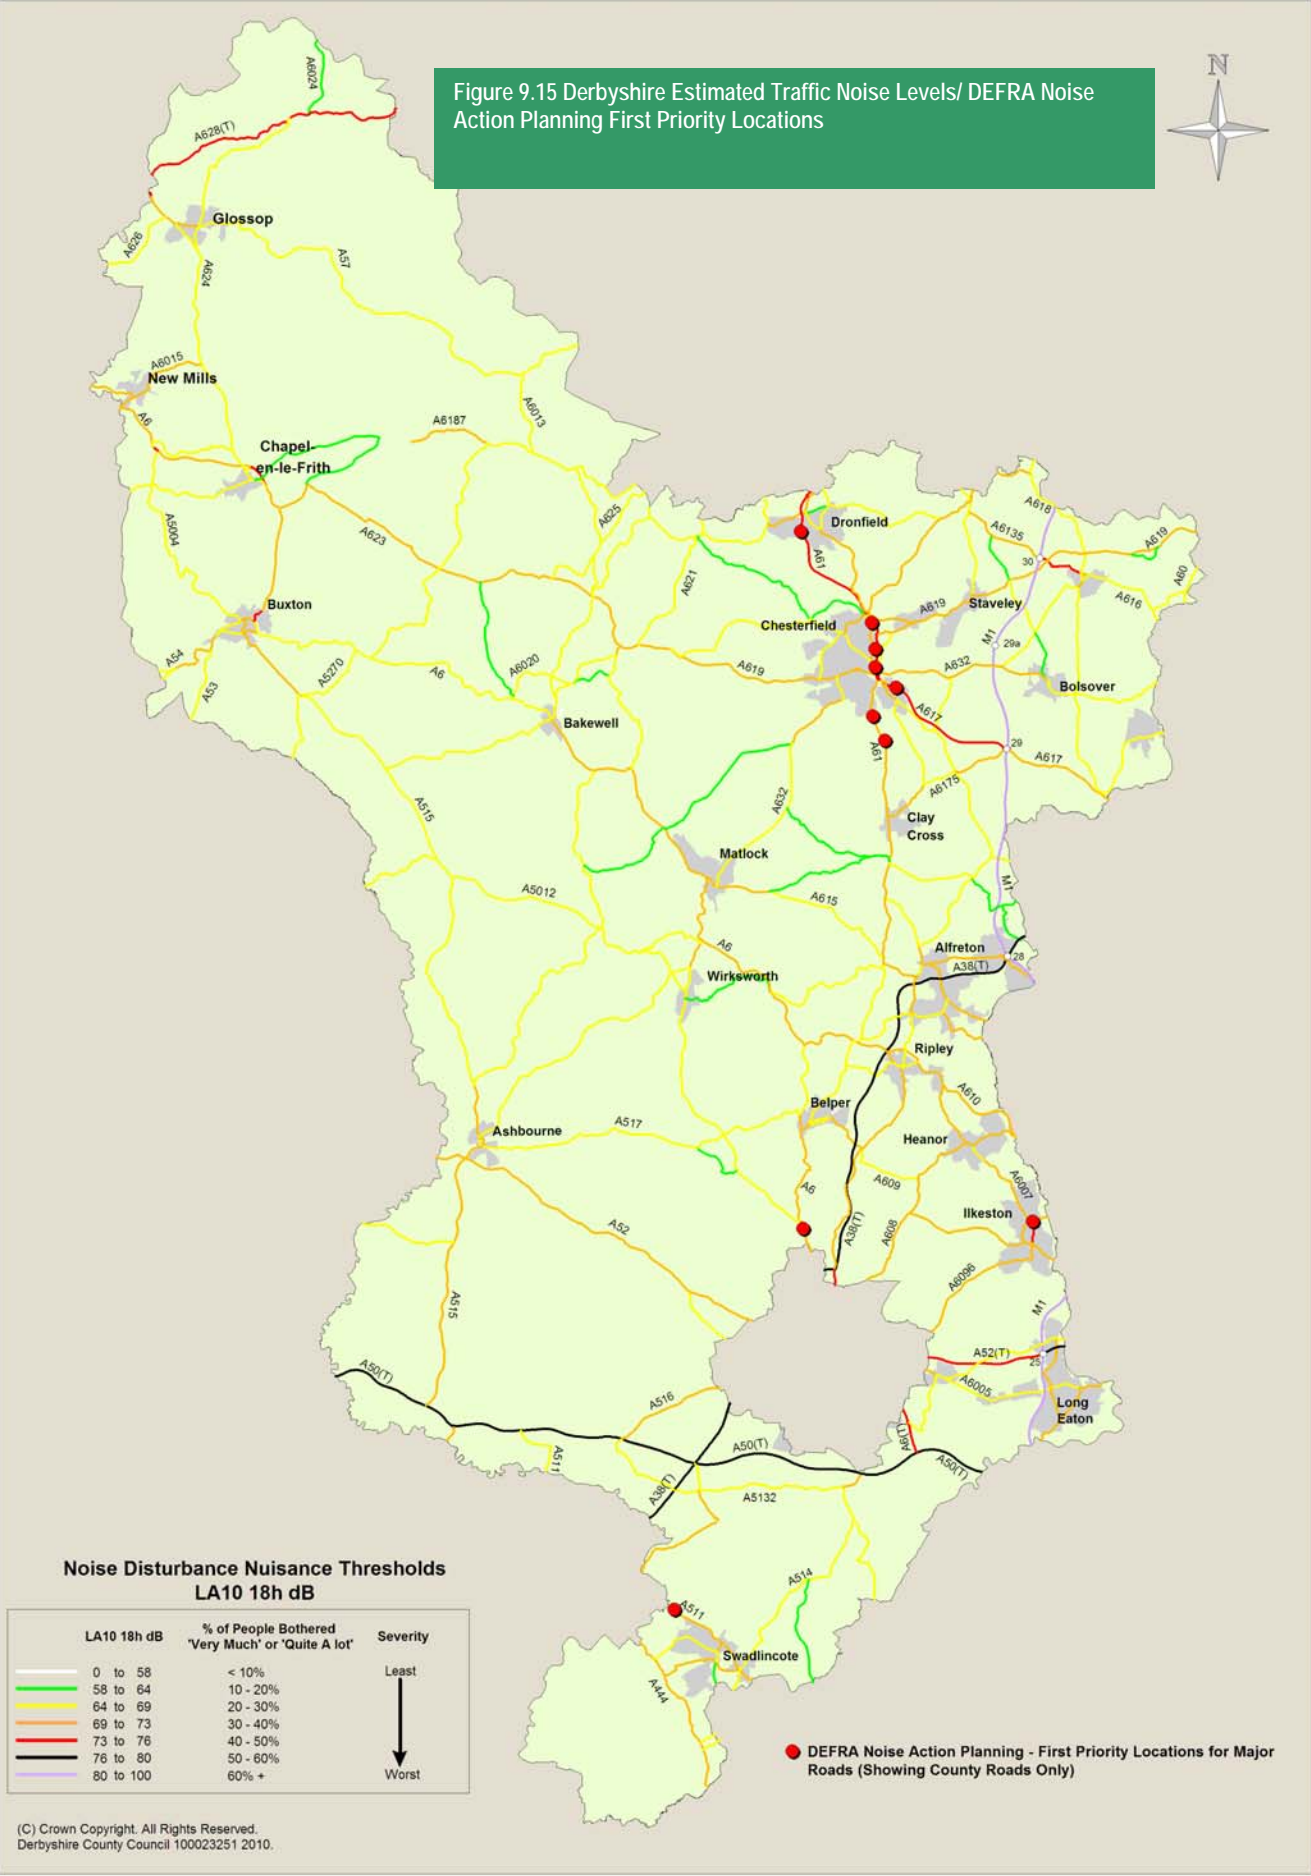 Figure 9.15 Derbyshire Estimated Traffic Noise Levels/ DEFRA Noise
Action Planning First Priority Locations
N
A6024
A628(T)
Glossop
A626
A57
A624
A6015
New Mills
A6
A6187
A6013
Chapel-
en-le-Frith
A625
A5004
A623
Dronfield
A618
A6135
A619
30
A61
A621
A60
A616
Buxton
Staveley
A619
Chesterfield
M1
29a
A54
A5270
A6
A6020
A619
A632
A53
Bolsover
Bakewell
A617
A61
29
A617
A6175
A632
A515
Clay
Cross
Matlock
M1
A5012
A615
A6
Alfreton
28
A38(T)
Wirksworth
Ripley
A610
Belper
A517
Ashbourne
Heanor
A6007
A609
A6
Ilkeston
A52
A38(T)
A608
A6096
A515
M1
A52(T)
25
A50(T)
A6005
A516
Long
Eaton
A6(T)
A50(T)
A511
A50(T)
A38(T)
A5132
A514
A511
Swadlincote
A444
Noise Disturbance Nuisance Thresholds
LA10 18h dB
LA10 18h dB % of People Bothered 'Very Much' or 'Quite A lot' Severity
0 to 58 < 10% Least
58 to 64 10 - 20%
64 to 69 20 - 30%
69 to 73 30 - 40%
73 to 76 40 - 50%
76 to 80 50 - 60%
80 to 100 60% + Worst
DEFRA Noise Action Planning - First Priority Locations for Major
Roads (Showing County Roads Only)
(C) Crown Copyright. All Rights Reserved.
Derbyshire County Council 100023251 2010.